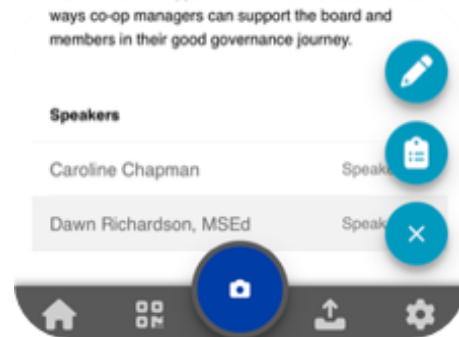 ways co-op managers can support the board and
members in their good governance journey.
Speakers
Caroline Chapman
Dawn Richardson, MSEd